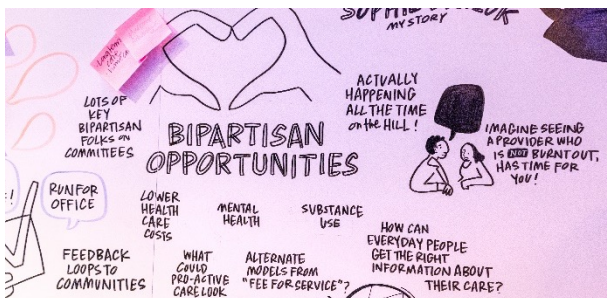 MY STORY
LOTS OF
KEY
BIPARTISAN
FOLKS ON
COMMITTEES
BIPARTISAN
OPPORTUNITIES
ACTUALLY
HAPPENING
ALL THE TIME
on the HILL!
IMAGINE SEEING
A PROVIDER WHO
IS NOT BURNT OUT,
HAS TIME FOR
YOU!
RUN FOR
OFFICE
LOWER
HEALTH
CARE
COSTS
MENTAL
HEALTH
SUBSTANCE
USE
FEEDBACK
LOOPS TO
COMMUNITIES
WHAT
COULD
PRO-ACTIVE
CARE LOOK
ALTERNATE
MODELS FROM
"FEE FOR SERVICE"?
HOW CAN
EVERYDAY PEOPLE
GET THE RIGHT
INFORMATION ABOUT
THEIR CARE?